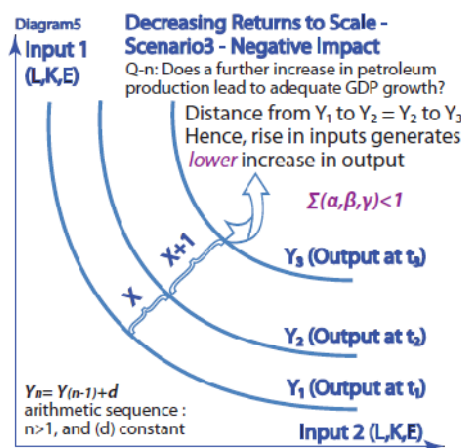 Diagram5
Decreasing Returns to Scale -
Scenario3 - Negative Impact
Input 1
(L,K,E)
Q-n: Does a further increase in petroleum
production lead to adequate GDP growth?
Distance from Y₁ to Y₂ = Y₂ to Y₃
Hence, rise in inputs generates
lower increase in output
Σ(α,β,γ)<1
X+1
X
Y₃ (Output at t₃)
Y₂ (Output at t₂)
Y₁ (Output at t₁)
Yn= Y(n-1)+d
arithmetic sequence :
n>1, and (d) constant
Input 2 (L,K,E)